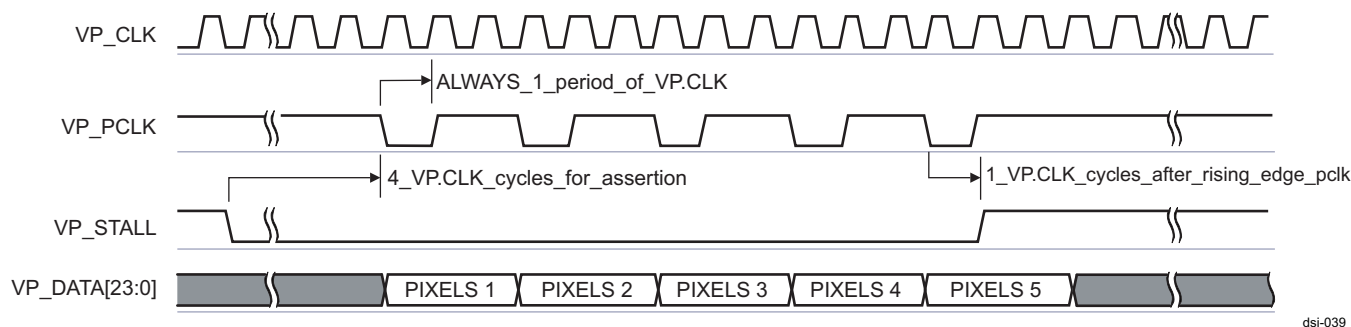 VP_CLK
ALWAYS_1_period_of_VP.CLK
VP_PCLK
4_VP.CLK_cycles_for_assertion
1_VP.CLK_cycles_after_rising_edge_pclk
VP_STALL
VP_DATA[23:0]
PIXELS 1
PIXELS 2
PIXELS 3
PIXELS 4
PIXELS 5
dsi-039